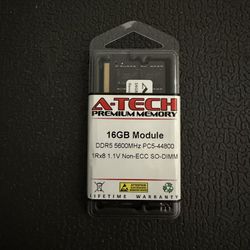 A-TECH
PREMIUM MEMORY
16GB Module
DDR5 5600MHz PC5-44800
1Rx8 1.1V Non-ECC SO-DIMM
LIFETIME WARRANTY